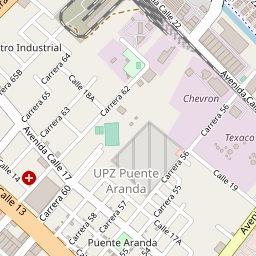 Calle 22
Avenida Calle
tro Industrial
Carrera 64
Calle 18A
Carrera 65B
Carrera 65
Carrera 63
Carrera 62
Chevron
Carrera 56
Texaco
Avenida Calle 17
Carrera 56
UPZ Puente
Aranda
Calle 19
Calle 14
Calle 13
Carrera 60
Carrera 58
Carrera 57
Carrera 55
Puente Aranda
Calle 17A